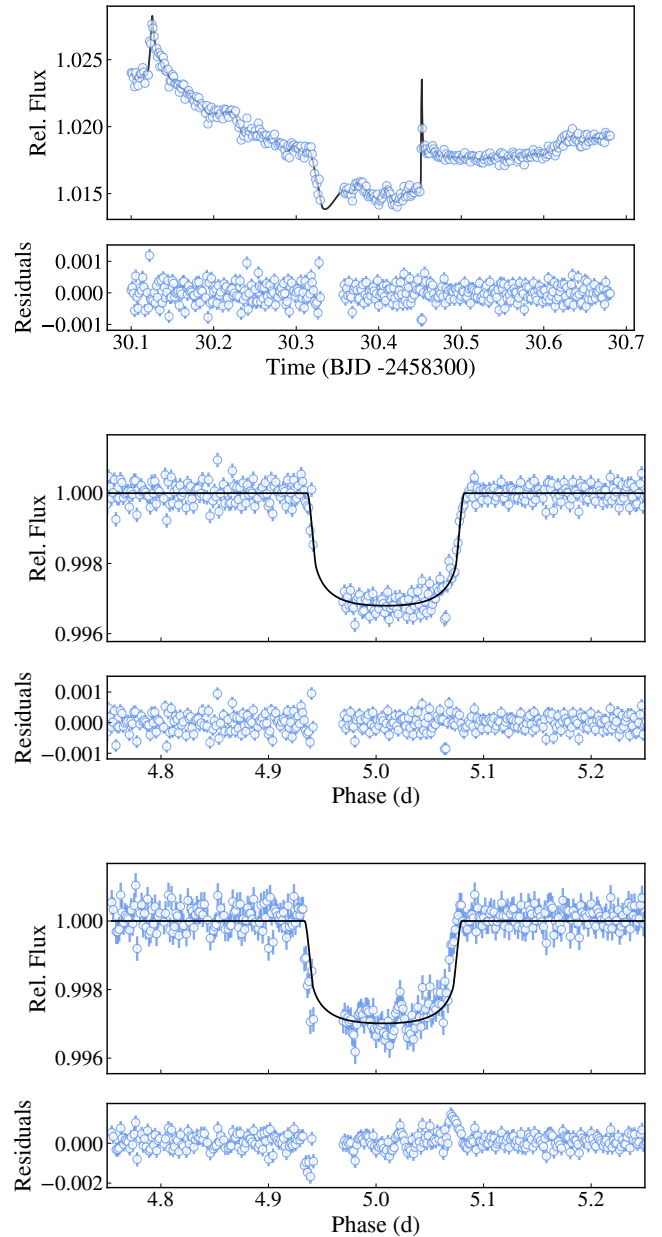 Rel. Flux
1.025
1.020
1.015
Residuals
0.001
0.000
−0.001
30.1 30.2 30.3 30.4 30.5 30.6 30.7
Time (BJD -2458300)
Rel. Flux
1.000
0.998
0.996
Residuals
0.001
0.000
−0.001
4.8 4.9 5.0 5.1 5.2
Phase (d)
Rel. Flux
1.000
0.998
0.996
Residuals
0.000
−0.002
4.8 4.9 5.0 5.1 5.2
Phase (d)